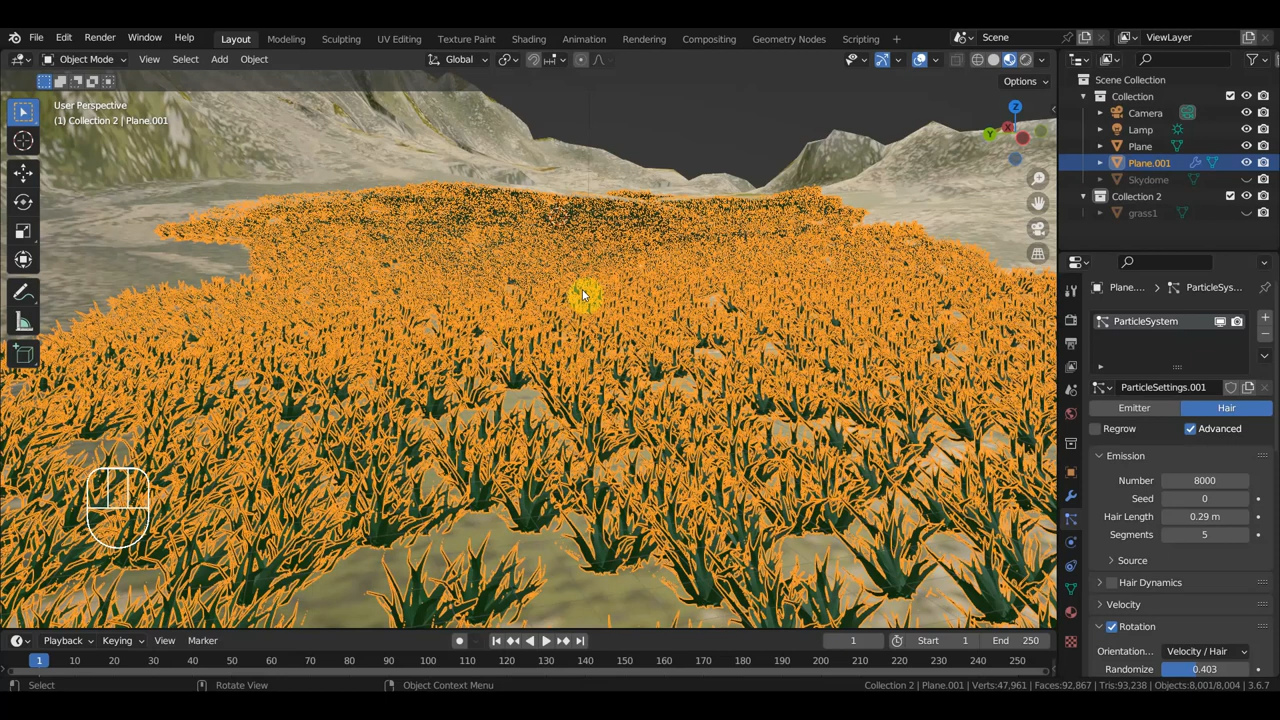 File Edit Render Window Help Layout Modeling Sculpting UV Editing Texture Paint Shading Animation Rendering Compositing Geometry Nodes Scripting + Scene ViewLayer
Object Mode View Select Add Object Global
Options
User Perspective
(1) Collection 2 | Plane.001
Z
X
Y
Scene Collection
Collection
Camera
Lamp
Plane
Plane.001
Skydome
Collection 2
grass1
Plane.... > ParticleSys...
ParticleSystem
ParticleSettings.001
Emitter Hair
Regrow Advanced
Emission
Number 8000
Seed 0
Hair Length 0.29 m
Segments 5
Source
Hair Dynamics
Velocity
Rotation
Orientation... Velocity / Hair
Randomize 0.403
Playback Keying View Marker 1 Start 1 End 250
1 10 20 30 40 50 60 70 80 90 100 110 120 130 140 150 160 170 180 190 200 210 220 230 240 250
Select Rotate View Object Context Menu Collection 2 | Plane.001 | Verts:47,961 | Faces:92,867 | Tris:93,238 | Objects:8,001/8,004 | 3.6.7